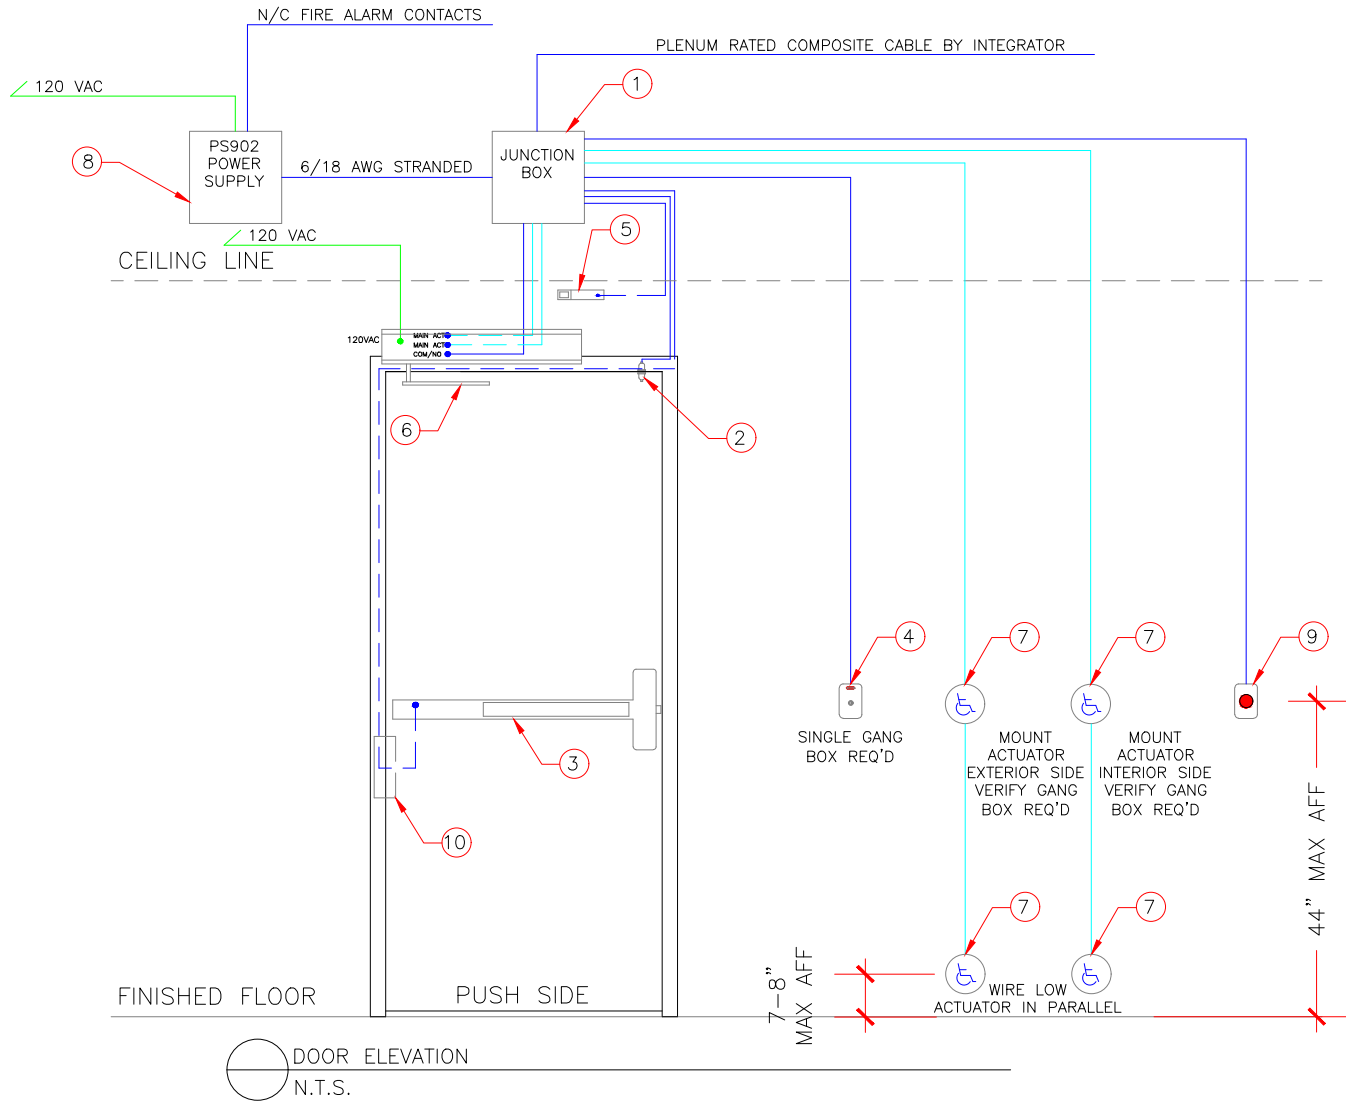 N/C FIRE ALARM CONTACTS
PLENUM RATED COMPOSITE CABLE BY INTEGRATOR
120 VAC
1
PS902
POWER
SUPPLY
8
6/18 AWG STRANDED
JUNCTION
BOX
120 VAC
5
CEILING LINE
120VAC
MAIN ACT
MAIN ACT
COM/NO
6
2
4
7
7
9
SINGLE GANG
BOX REQ'D
MOUNT
ACTUATOR
EXTERIOR SIDE
VERIFY GANG
BOX REQ'D
MOUNT
ACTUATOR
INTERIOR SIDE
VERIFY GANG
BOX REQ'D
3
10
44" MAX AFF
7
7
7-8"
MAX AFF
WIRE LOW
ACTUATOR IN PARALLEL
FINISHED FLOOR
PUSH SIDE
DOOR ELEVATION
N.T.S.